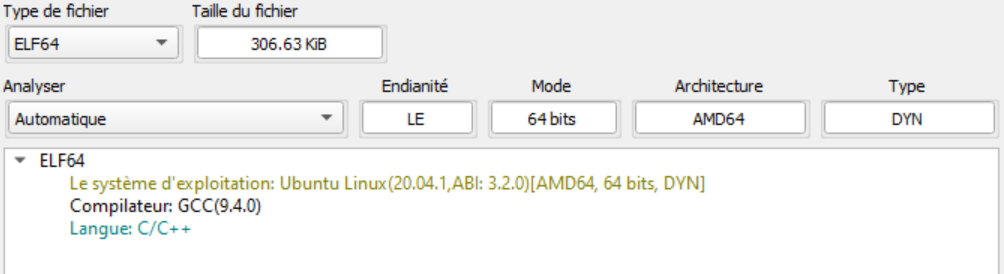 Type de fichier Taille du fichier
ELF64 306.63 KiB
Analyser Endianité Mode Architecture Type
Automatique LE 64 bits AMD64 DYN
ELF64
Le système d'exploitation: Ubuntu Linux(20.04.1,ABI: 3.2.0)[AMD64, 64 bits, DYN]
Compilateur: GCC(9.4.0)
Langue: C/C++